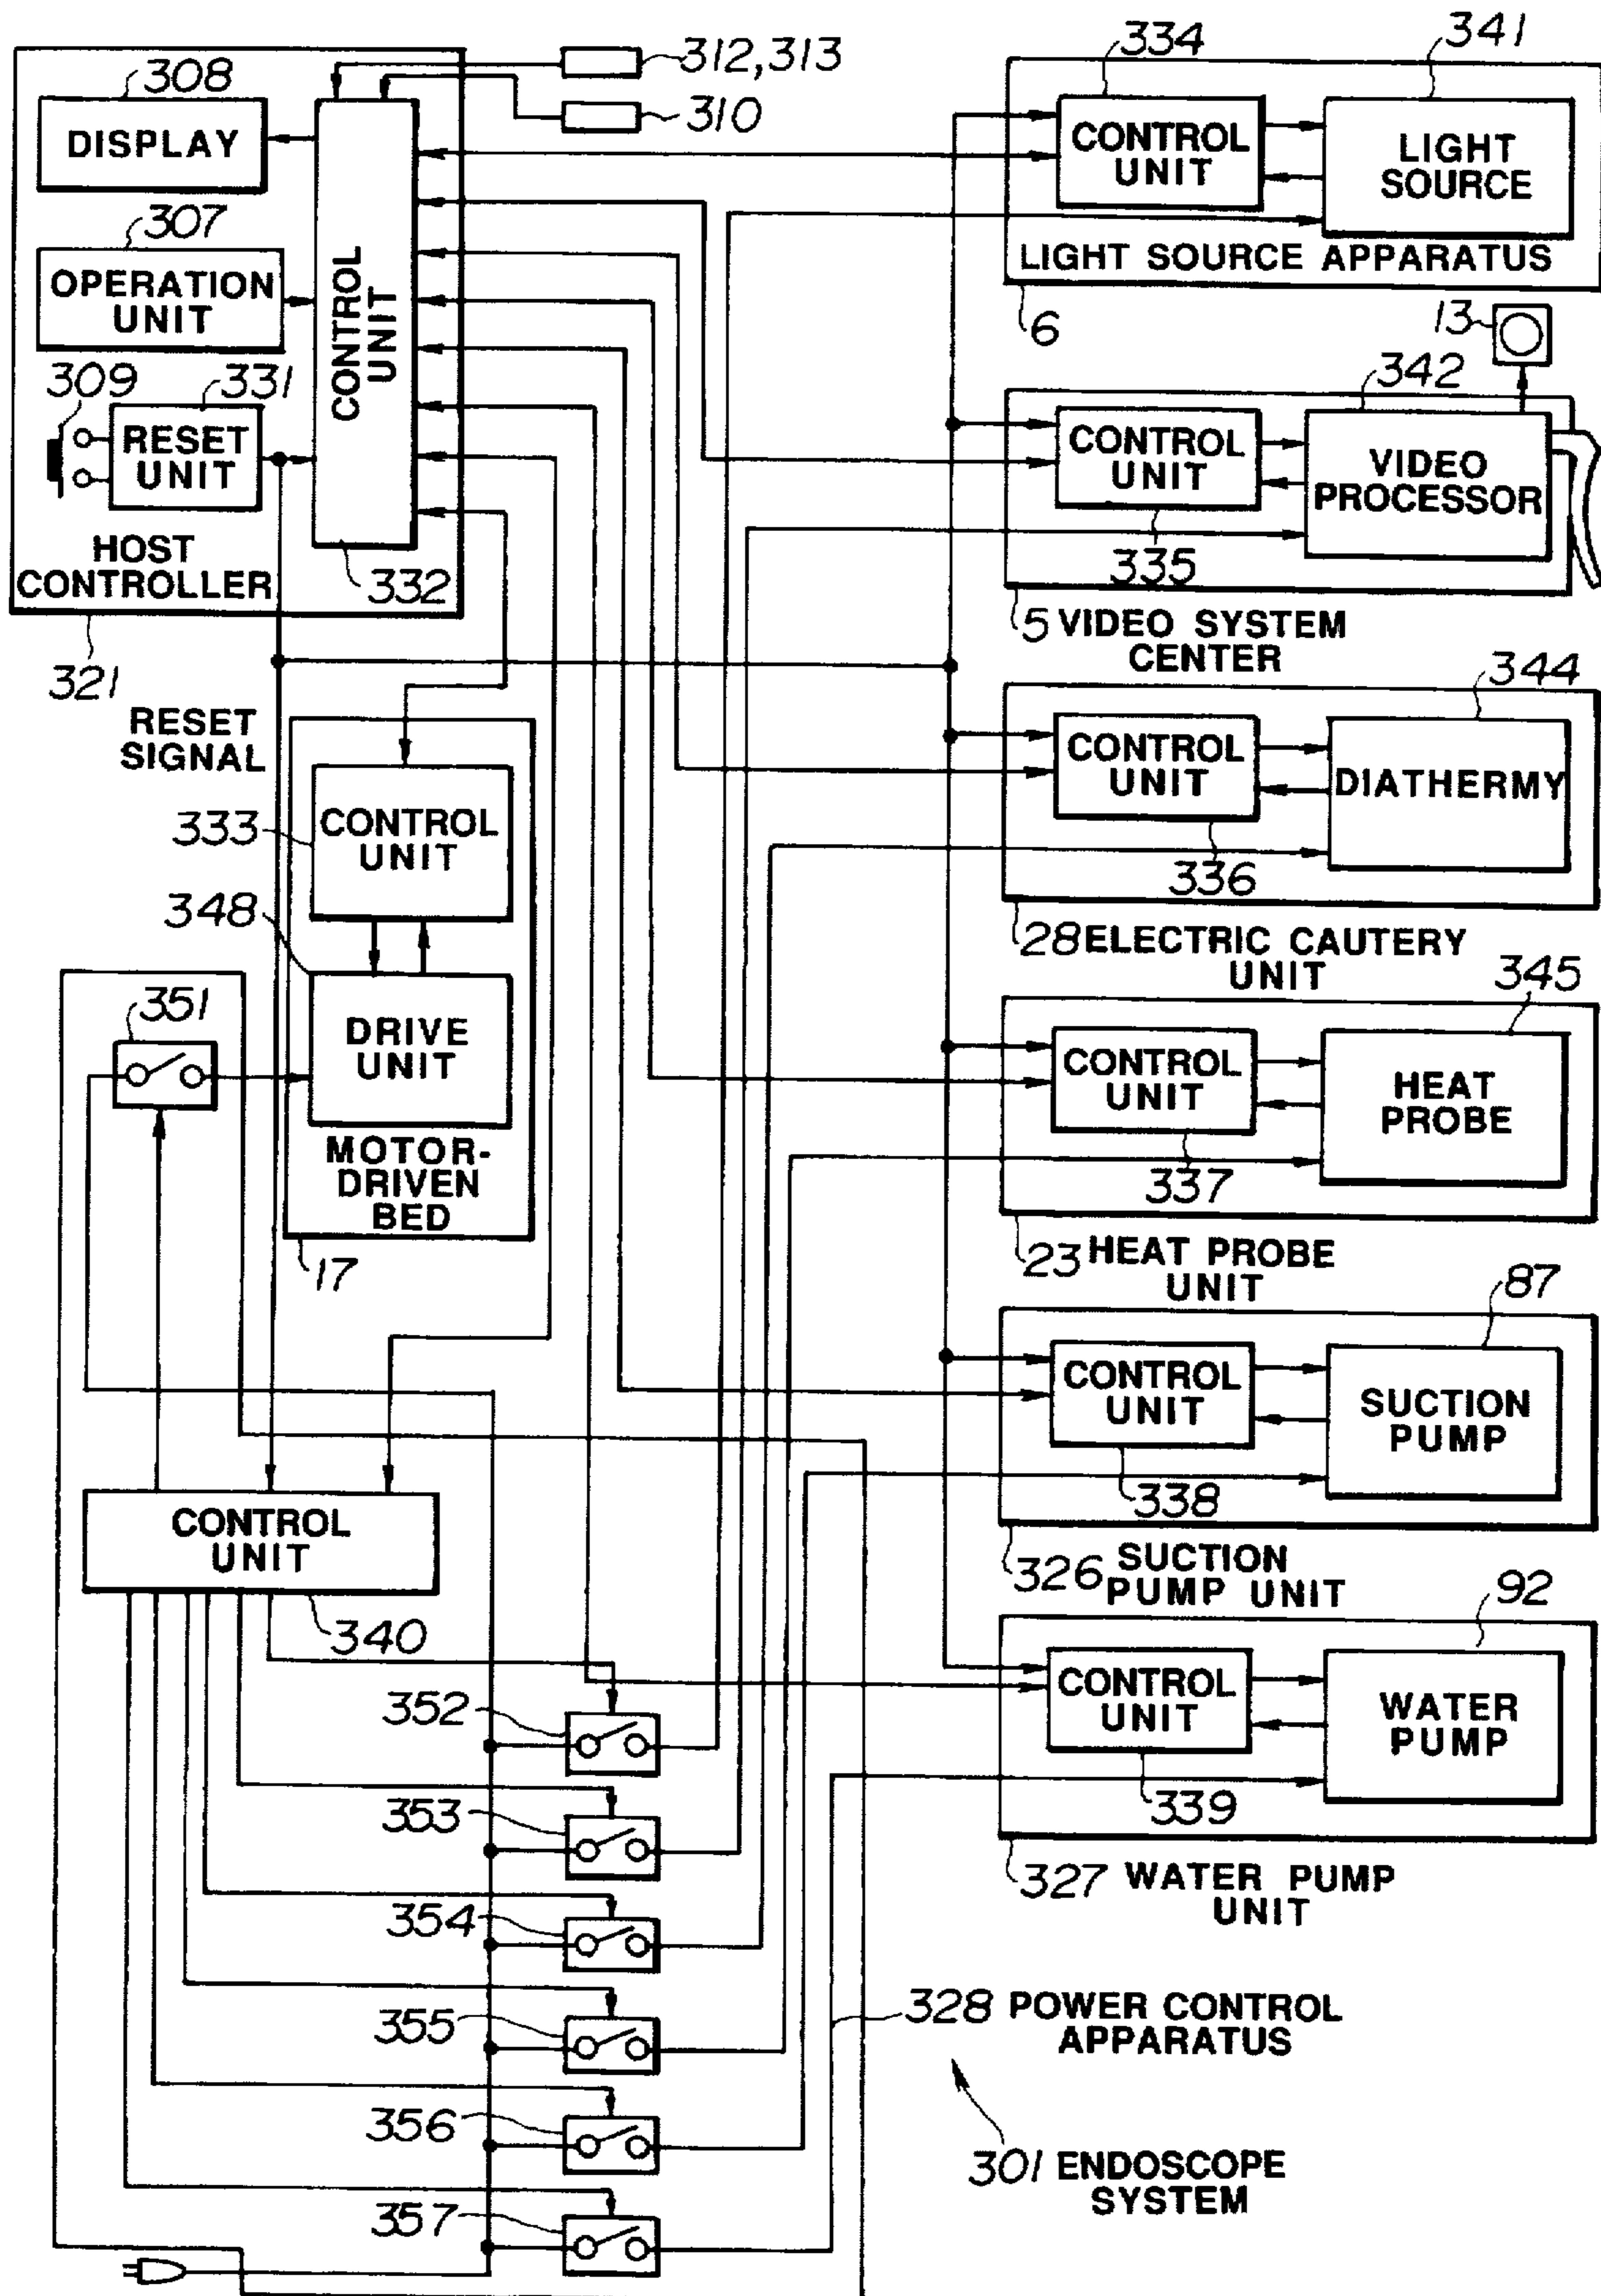 312,313
310
308
DISPLAY
307
OPERATION
UNIT
309
331
RESET
UNIT
CONTROL
UNIT
332
HOST
CONTROLLER
321
RESET
SIGNAL
334
341
CONTROL
UNIT
LIGHT
SOURCE
LIGHT SOURCE APPARATUS
6
13
342
CONTROL
UNIT
VIDEO
PROCESSOR
335
5 VIDEO SYSTEM
CENTER
344
CONTROL
UNIT
DIATHERMY
336
28 ELECTRIC CAUTERY
UNIT
345
CONTROL
UNIT
HEAT
PROBE
337
23 HEAT PROBE
UNIT
87
CONTROL
UNIT
SUCTION
PUMP
338
326 SUCTION
PUMP UNIT
92
CONTROL
UNIT
WATER
PUMP
339
327 WATER PUMP
UNIT
333
CONTROL
UNIT
348
DRIVE
UNIT
MOTOR-
DRIVEN
BED
17
351
CONTROL
UNIT
340
352
353
354
355
356
357
328 POWER CONTROL
APPARATUS
301 ENDOSCOPE
SYSTEM